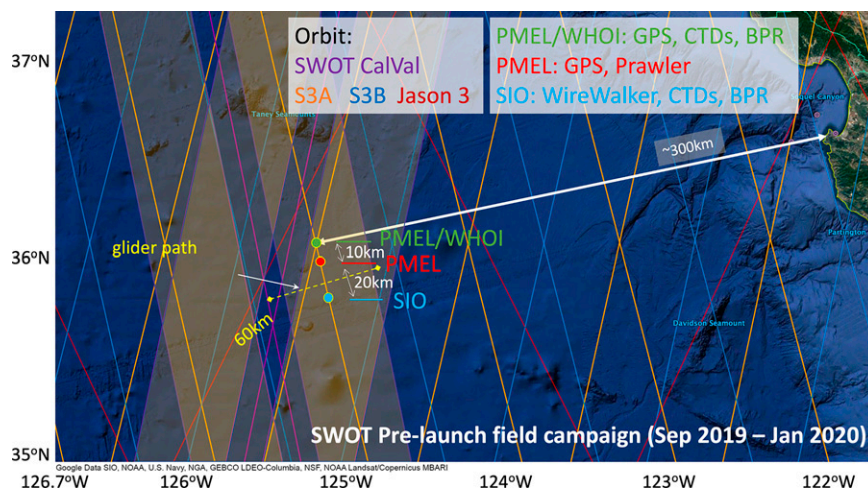 37°N
36°N
35°N
Orbit:
SWOT CalVal
S3A S3B Jason 3
PMEL/WHOI: GPS, CTDs, BPR
PMEL: GPS, Prawler
SIO: WireWalker, CTDs, BPR
Taney Seamounts
~300km
glider path
PMEL/WHOI
10km
PMEL
20km
SIO
60km
Davidson Seamount
SWOT Pre-launch field campaign (Sep 2019 – Jan 2020)
Google Data SIO, NOAA, U.S. Navy, NGA, GEBCO LDEO-Columbia, NSF, NOAA Landsat/Copernicus MBARI
126.7°W 126°W 125°W 124°W 123°W 122°W